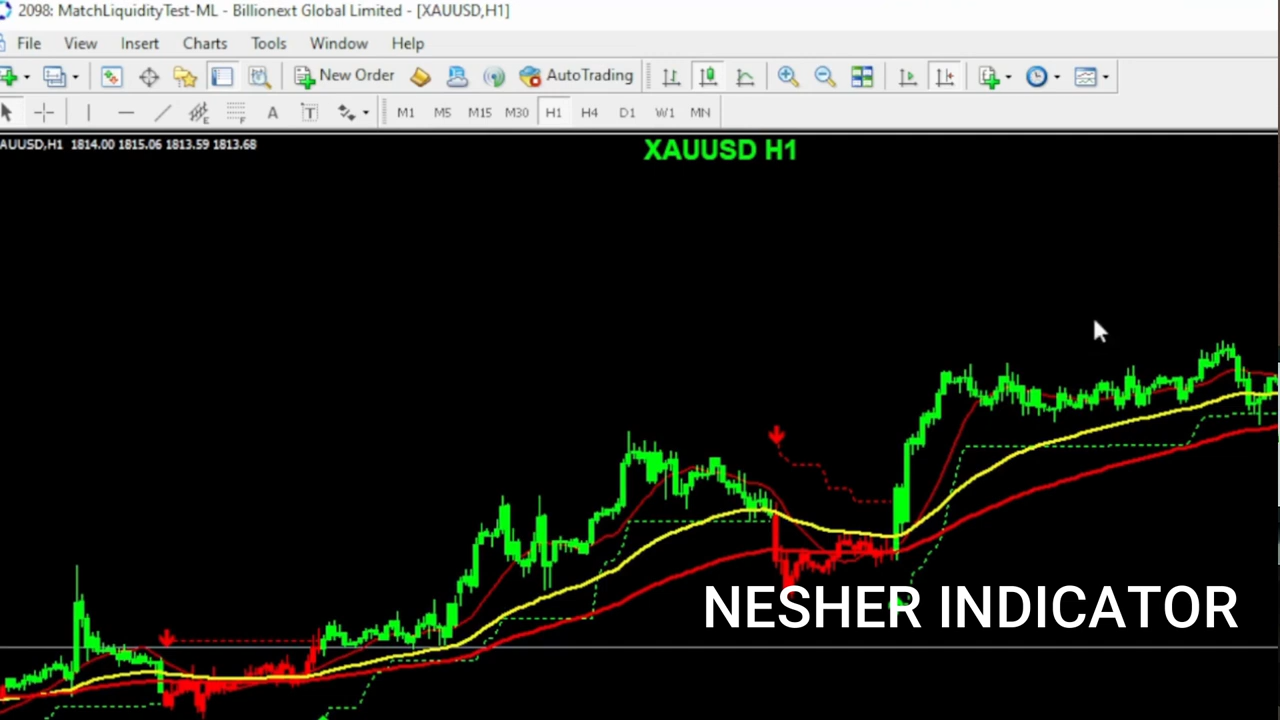 2098: MatchLiquidityTest-ML - Billionext Global Limited - [XAUUSD,H1]
File View Insert Charts Tools Window Help
New Order AutoTrading
E F A T M1 M5 M15 M30 H1 H4 D1 W1 MN
AUUSD,H1 1814.00 1815.06 1813.59 1813.68
XAUUSD H1
NESHER INDICATOR